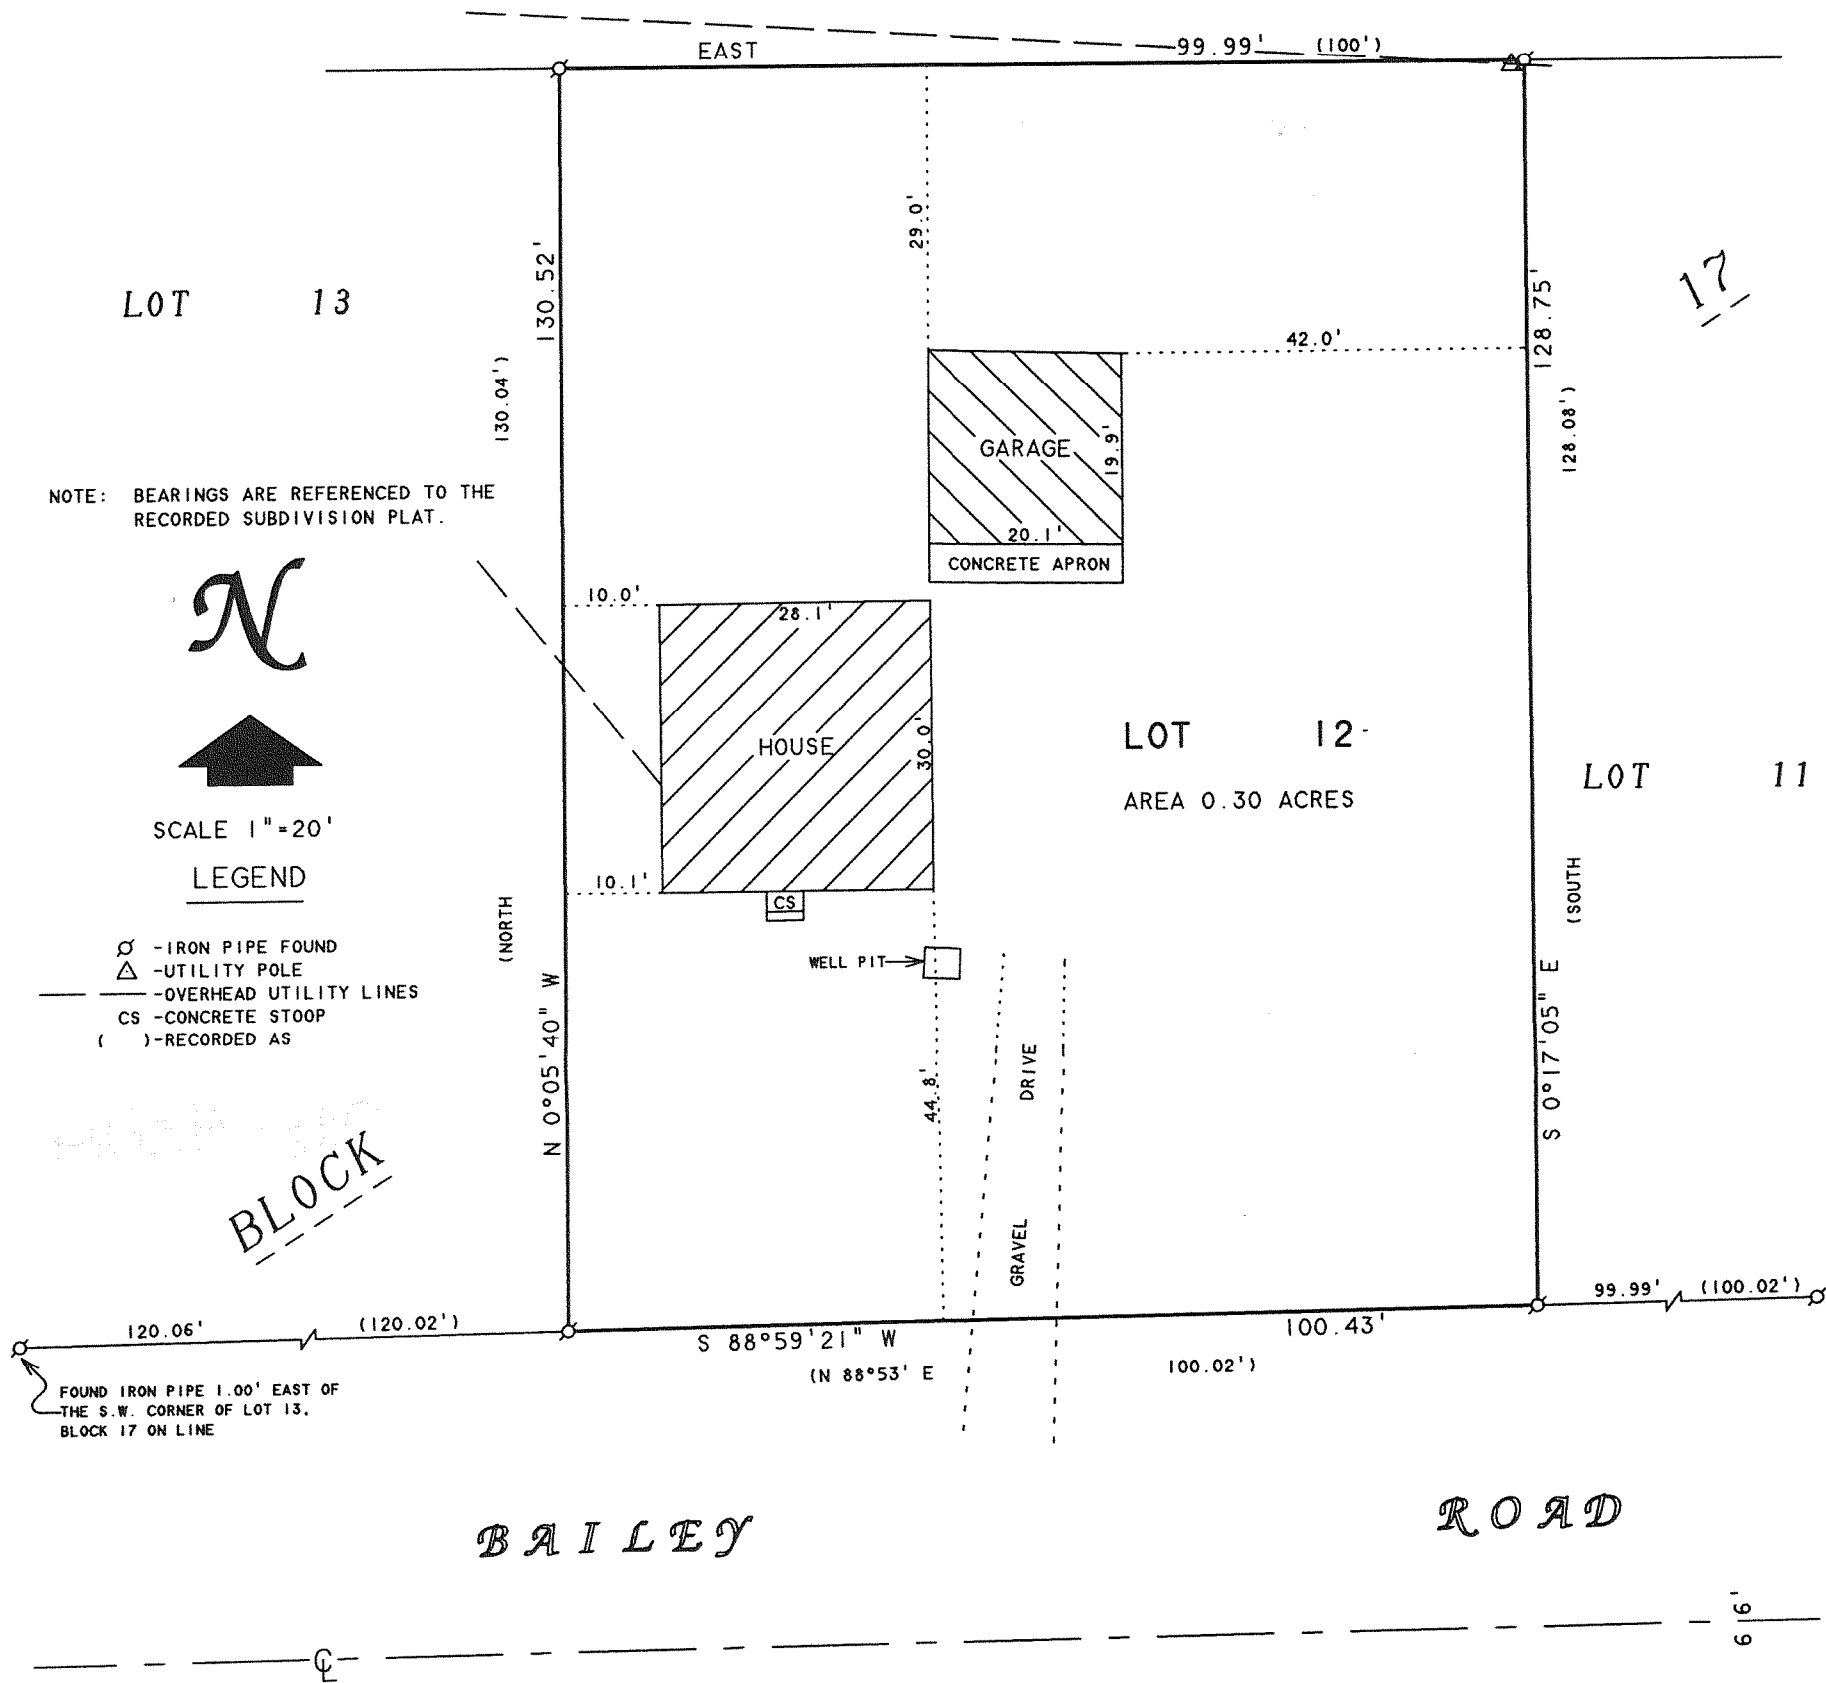 EAST 99.99' (100')
29.0'
130.52'
(130.04')
LOT 13
17
128.75'
(128.08')
42.0'
GARAGE
19.9'
20.1'
CONCRETE APRON
NOTE: BEARINGS ARE REFERENCED TO THE
RECORDED SUBDIVISION PLAT.
N
10.0'
28.1'
HOUSE
30.0'
LOT 12
AREA 0.30 ACRES
LOT 11
SCALE 1"=20'
LEGEND
10.1'
CS
(NORTH
(SOUTH
WELL PIT
-IRON PIPE FOUND
-UTILITY POLE
-OVERHEAD UTILITY LINES
CS -CONCRETE STOOP
( )-RECORDED AS
N 0°05'40" W
S 0°17'05" E
44.8'
GRAVEL DRIVE
BLOCK
120.06' (120.02')
S 88°59'21" W 100.43'
(N 88°53' E 100.02')
99.99' (100.02')
FOUND IRON PIPE 1.00' EAST OF
THE S.W. CORNER OF LOT 13,
BLOCK 17 ON LINE
BAILEY ROAD
66'
CL